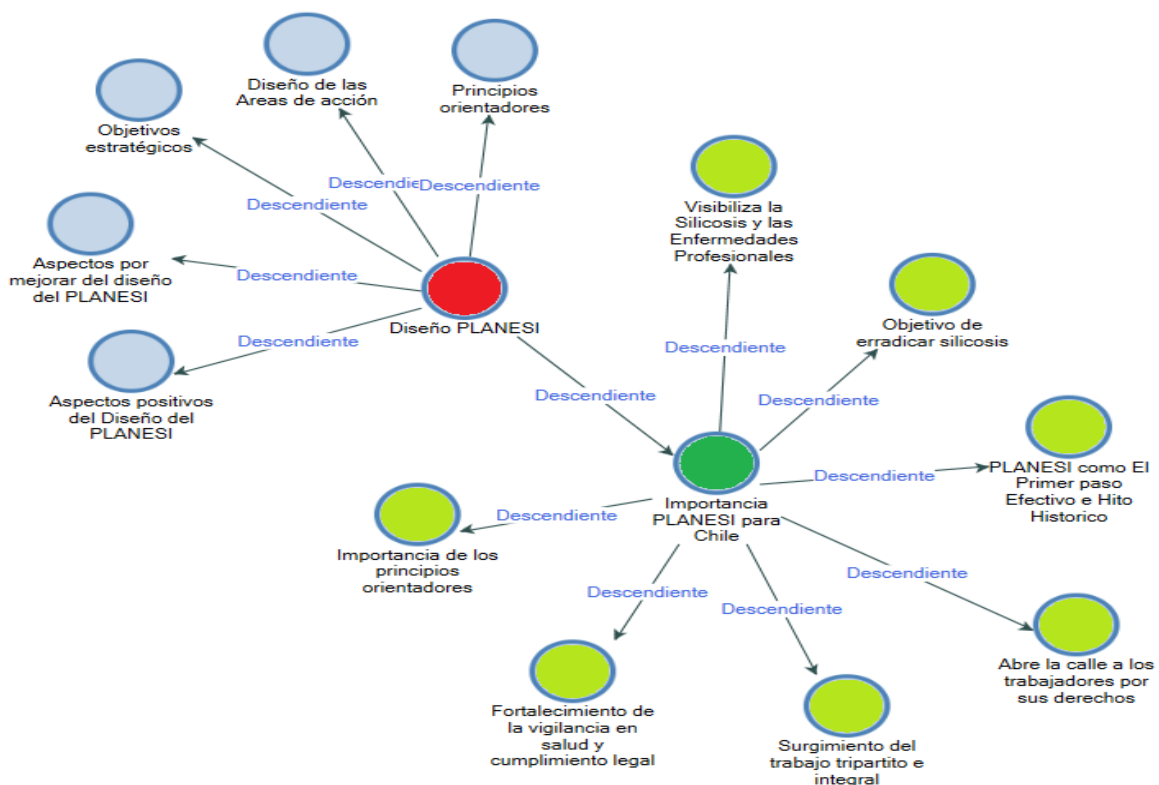 Diseño de las
Areas de acción
Principios
orientadores
Objetivos
estratégicos
Descendiente
Descendiente
Descendiente
Visibiliza la
Silicosis y las
Enfermedades
Profesionales
Aspectos por
mejorar del diseño
del PLANESI
Descendiente
Diseño PLANESI
Descendiente
Objetivo de
erradicar silicosis
Descendiente
Aspectos positivos
del Diseño del
PLANESI
Descendiente
Descendiente
PLANESI como El
Primer paso
Efectivo e Hito
Historico
Descendiente
Importancia
PLANESI para
Chile
Descendiente
Importancia de los
principios
orientadores
Descendiente
Descendiente
Descendiente
Abre la calle a los
trabajadores por
sus derechos
Fortalecimiento de
la vigilancia en
salud y
cumplimiento legal
Surgimiento del
trabajo tripartito e
integral